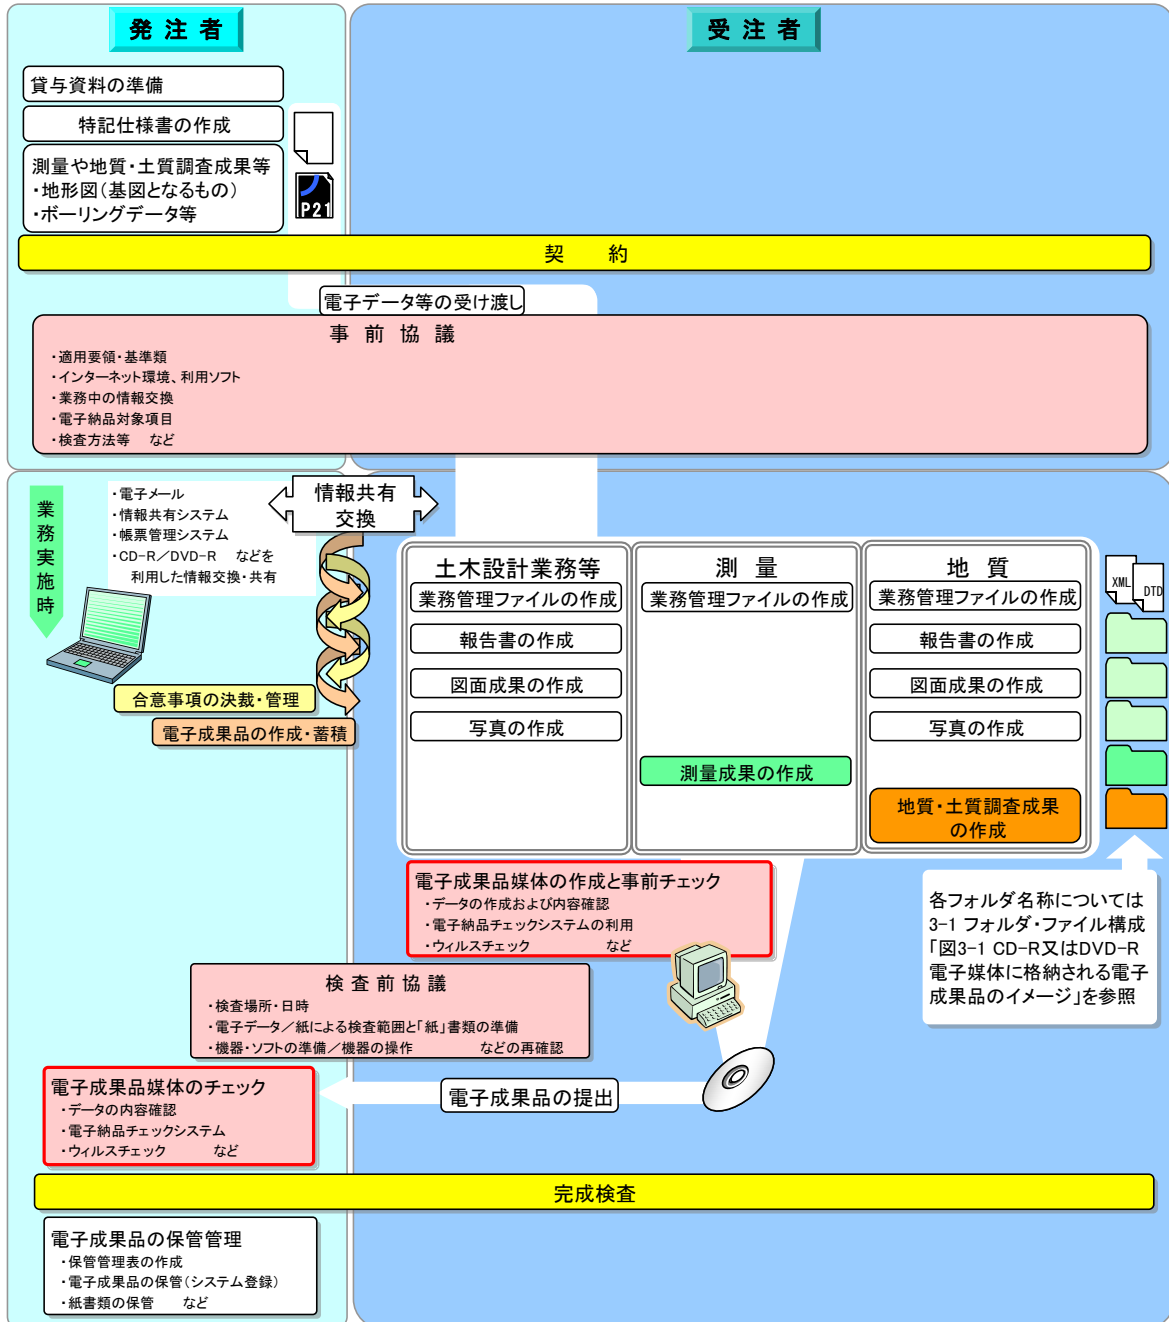 発 注 者
受 注 者
貸与資料の準備
特記仕様書の作成
測量や地質・土質調査成果等
・地形図(基図となるもの)
・ボーリングデータ等
P21
契 約
電子データ等の受け渡し
事 前 協 議
・適用要領・基準類
・インターネット環境、利用ソフト
・業務中の情報交換
・電子納品対象項目
・検査方法等 など
業務実施時
・電子メール
・情報共有システム
・帳票管理システム
・CD-R/DVD-R などを
利用した情報交換・共有
情報共有
交換
合意事項の決裁・管理
電子成果品の作成・蓄積
土木設計業務等
業務管理ファイルの作成
報告書の作成
図面成果の作成
写真の作成
測 量
業務管理ファイルの作成
測量成果の作成
地 質
業務管理ファイルの作成
報告書の作成
図面成果の作成
写真の作成
地質・土質調査成果
の作成
XML
DTD
各フォルダ名称については
3-1 フォルダ・ファイル構成
「図3-1 CD-R又はDVD-R
電子媒体に格納される電子
成果品のイメージ」を参照
電子成果品媒体の作成と事前チェック
・データの作成および内容確認
・電子納品チェックシステムの利用
・ウィルスチェック など
検 査 前 協 議
・検査場所・日時
・電子データ/紙による検査範囲と「紙」書類の準備
・機器・ソフトの準備/機器の操作 などの再確認
電子成果品媒体のチェック
・データの内容確認
・電子納品チェックシステム
・ウィルスチェック など
電子成果品の提出
完成検査
電子成果品の保管管理
・保管管理表の作成
・電子成果品の保管(システム登録)
・紙書類の保管 など